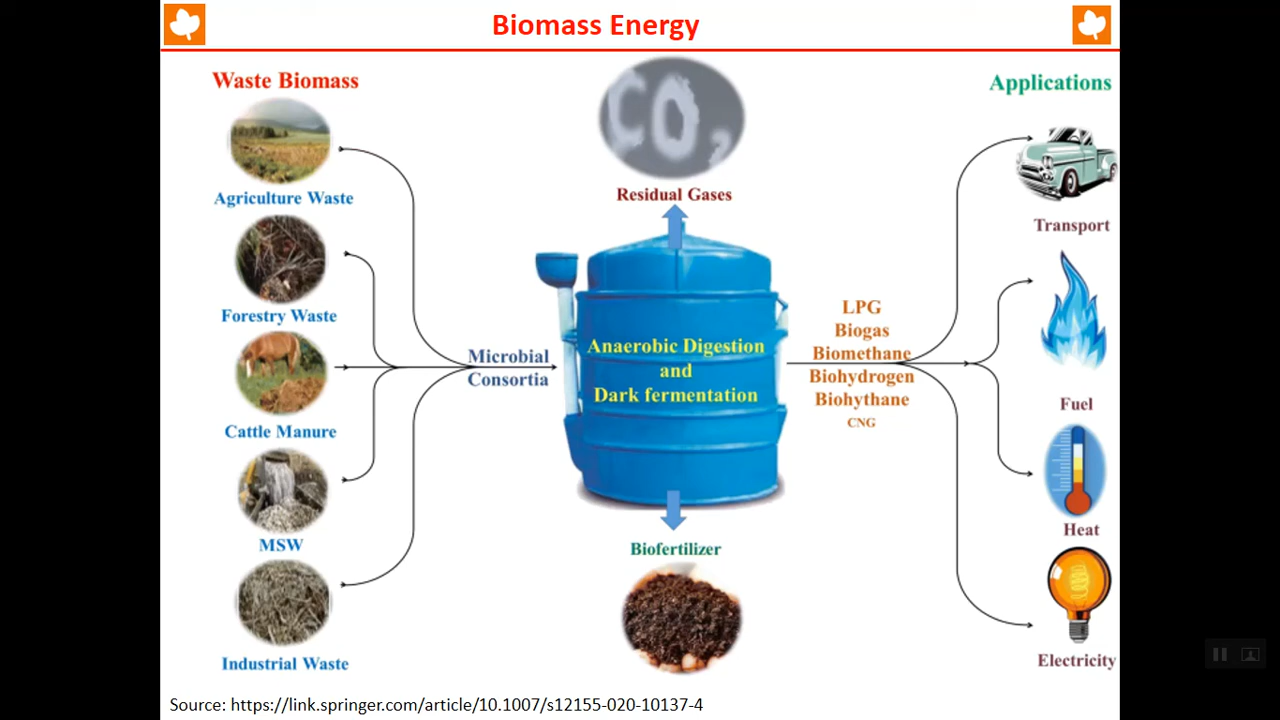 Biomass Energy
Waste Biomass
Agriculture Waste
Forestry Waste
Cattle Manure
MSW
Industrial Waste
Microbial
Consortia
CO2
Residual Gases
Anaerobic Digestion
and
Dark fermentation
Biofertilizer
LPG
Biogas
Biomethane
Biohydrogen
Biohythane
CNG
Applications
Transport
Fuel
Heat
Electricity
Source: https://link.springer.com/article/10.1007/s12155-020-10137-4